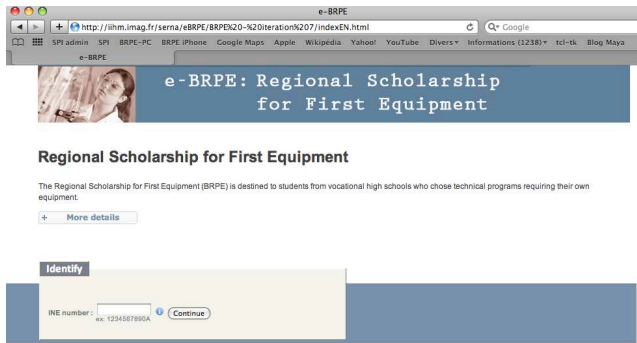 e-BRPE
http://iihm.imag.fr/serna/eBRPE/BRPE%20-%20iteration%207/indexEN.html
Google
SPI admin SPI BRPE-PC BRPE iPhone Google Maps Apple Wikipédia Yahoo! YouTube Divers Informations (1238) tcl-tk Blog Maya
e-BRPE
e-BRPE: Regional Scholarship
for First Equipment
Regional Scholarship for First Equipment
The Regional Scholarship for First Equipment (BRPE) is destined to students from vocational high schools who chose technical programs requiring their own
equipment.
+ More details
Identify
INE number : Continue
ex: 1234567890A